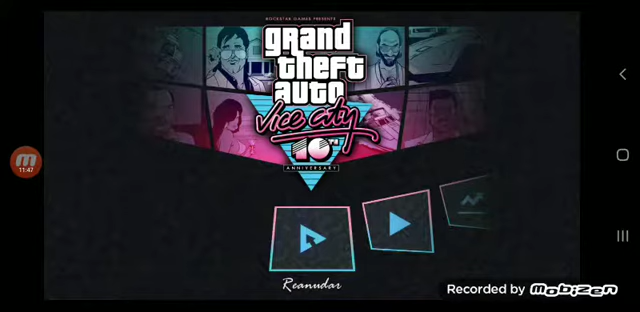 ROCKSTAR GAMES PRESENTS
grand
theft
auto
Vice City
10TH
ANNIVERSARY
11:47
Reanudar
Recorded by mobizen